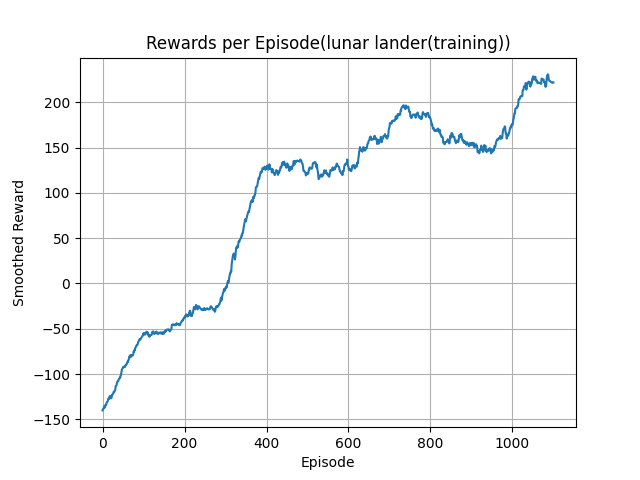 Rewards per Episode(lunar lander(training))
Smoothed Reward
200
150
100
50
0
−50
−100
−150
0 200 400 600 800 1000
Episode